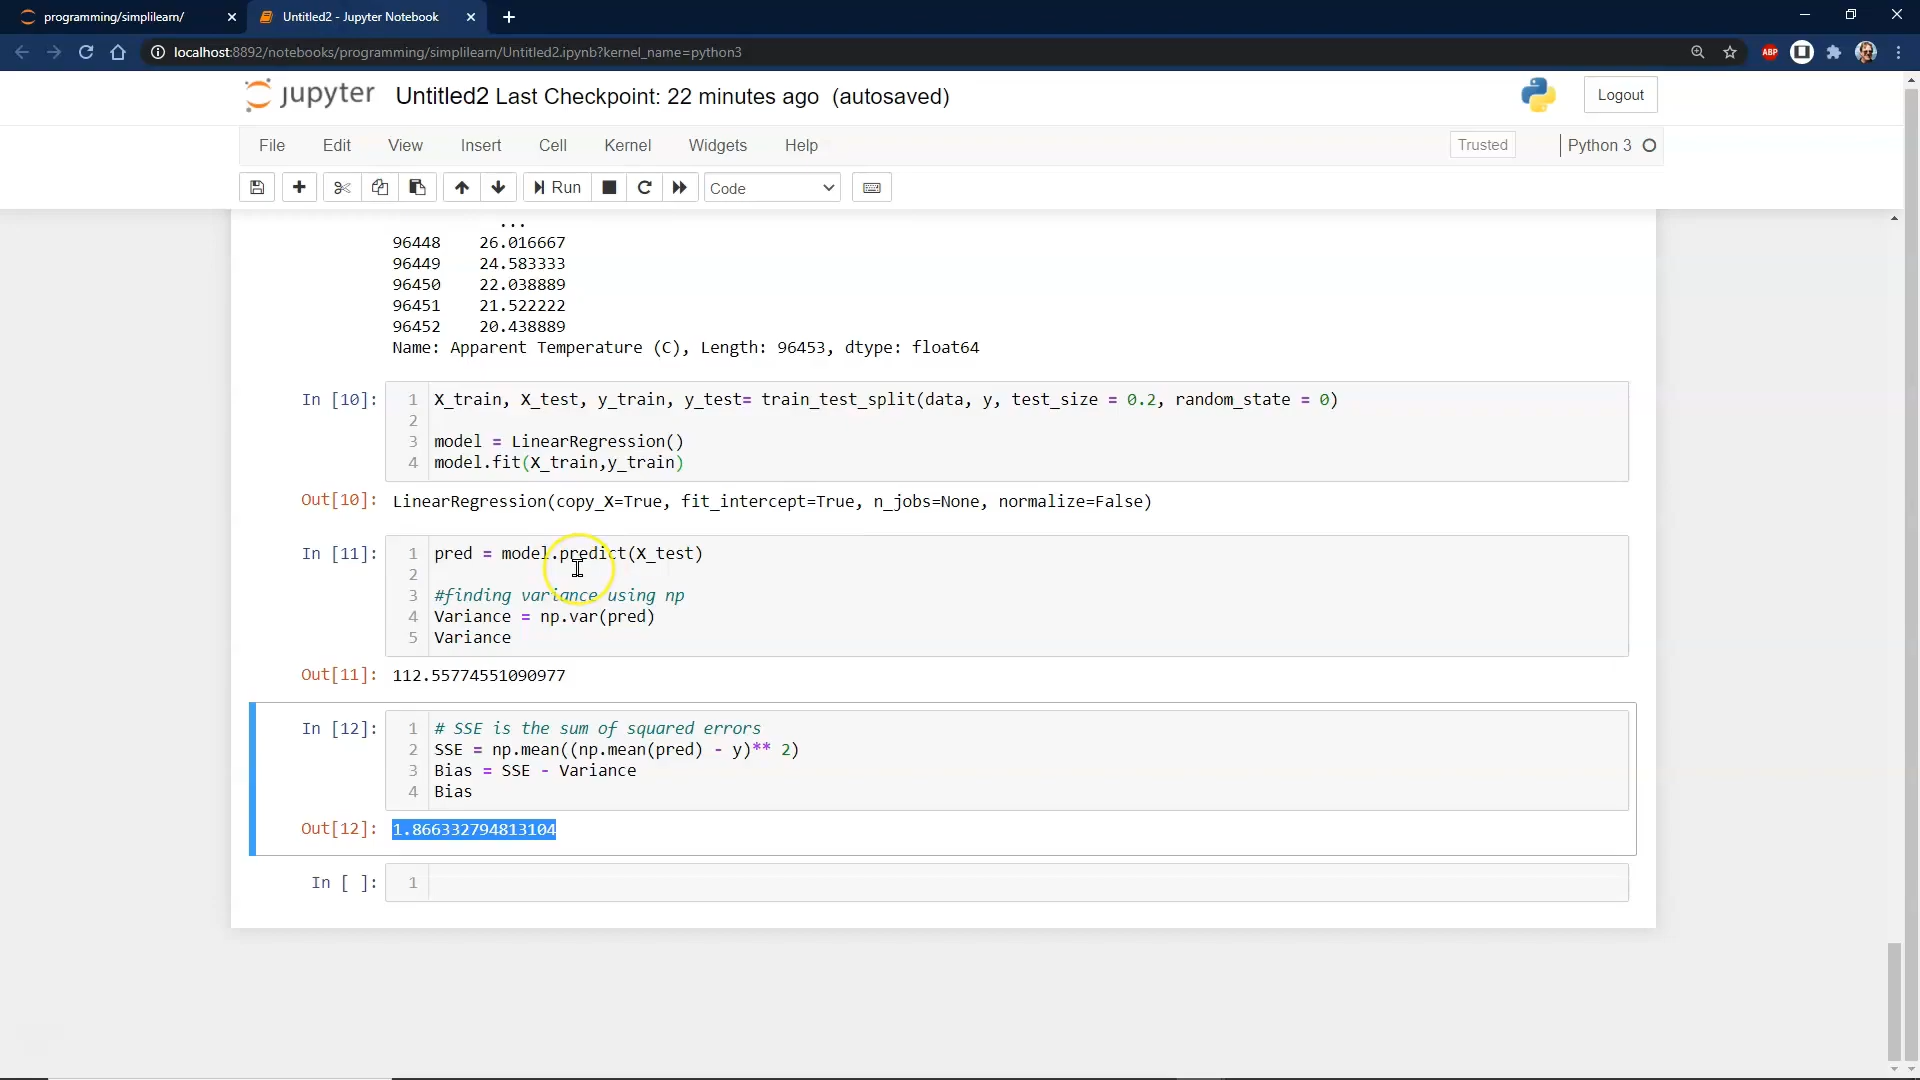 programming/simplilearn/
Untitled2 - Jupyter Notebook
localhost:8892/notebooks/programming/simplilearn/Untitled2.ipynb?kernel_name=python3
ABP
jupyter Untitled2 Last Checkpoint: 22 minutes ago (autosaved)
Logout
File Edit View Insert Cell Kernel Widgets Help
Trusted
Python 3
Run
Code
...
96448 26.016667
96449 24.583333
96450 22.038889
96451 21.522222
96452 20.438889
Name: Apparent Temperature (C), Length: 96453, dtype: float64
In [10]:
1 X_train, X_test, y_train, y_test= train_test_split(data, y, test_size = 0.2, random_state = 0)
2
3 model = LinearRegression()
4 model.fit(X_train,y_train)
Out[10]: LinearRegression(copy_X=True, fit_intercept=True, n_jobs=None, normalize=False)
In [11]:
1 pred = model.predict(X_test)
2
3 #finding variance using np
4 Variance = np.var(pred)
5 Variance
Out[11]: 112.55774551090977
In [12]:
1 # SSE is the sum of squared errors
2 SSE = np.mean((np.mean(pred) - y)** 2)
3 Bias = SSE - Variance
4 Bias
Out[12]: 1.866332794813104
In [ ]:
1